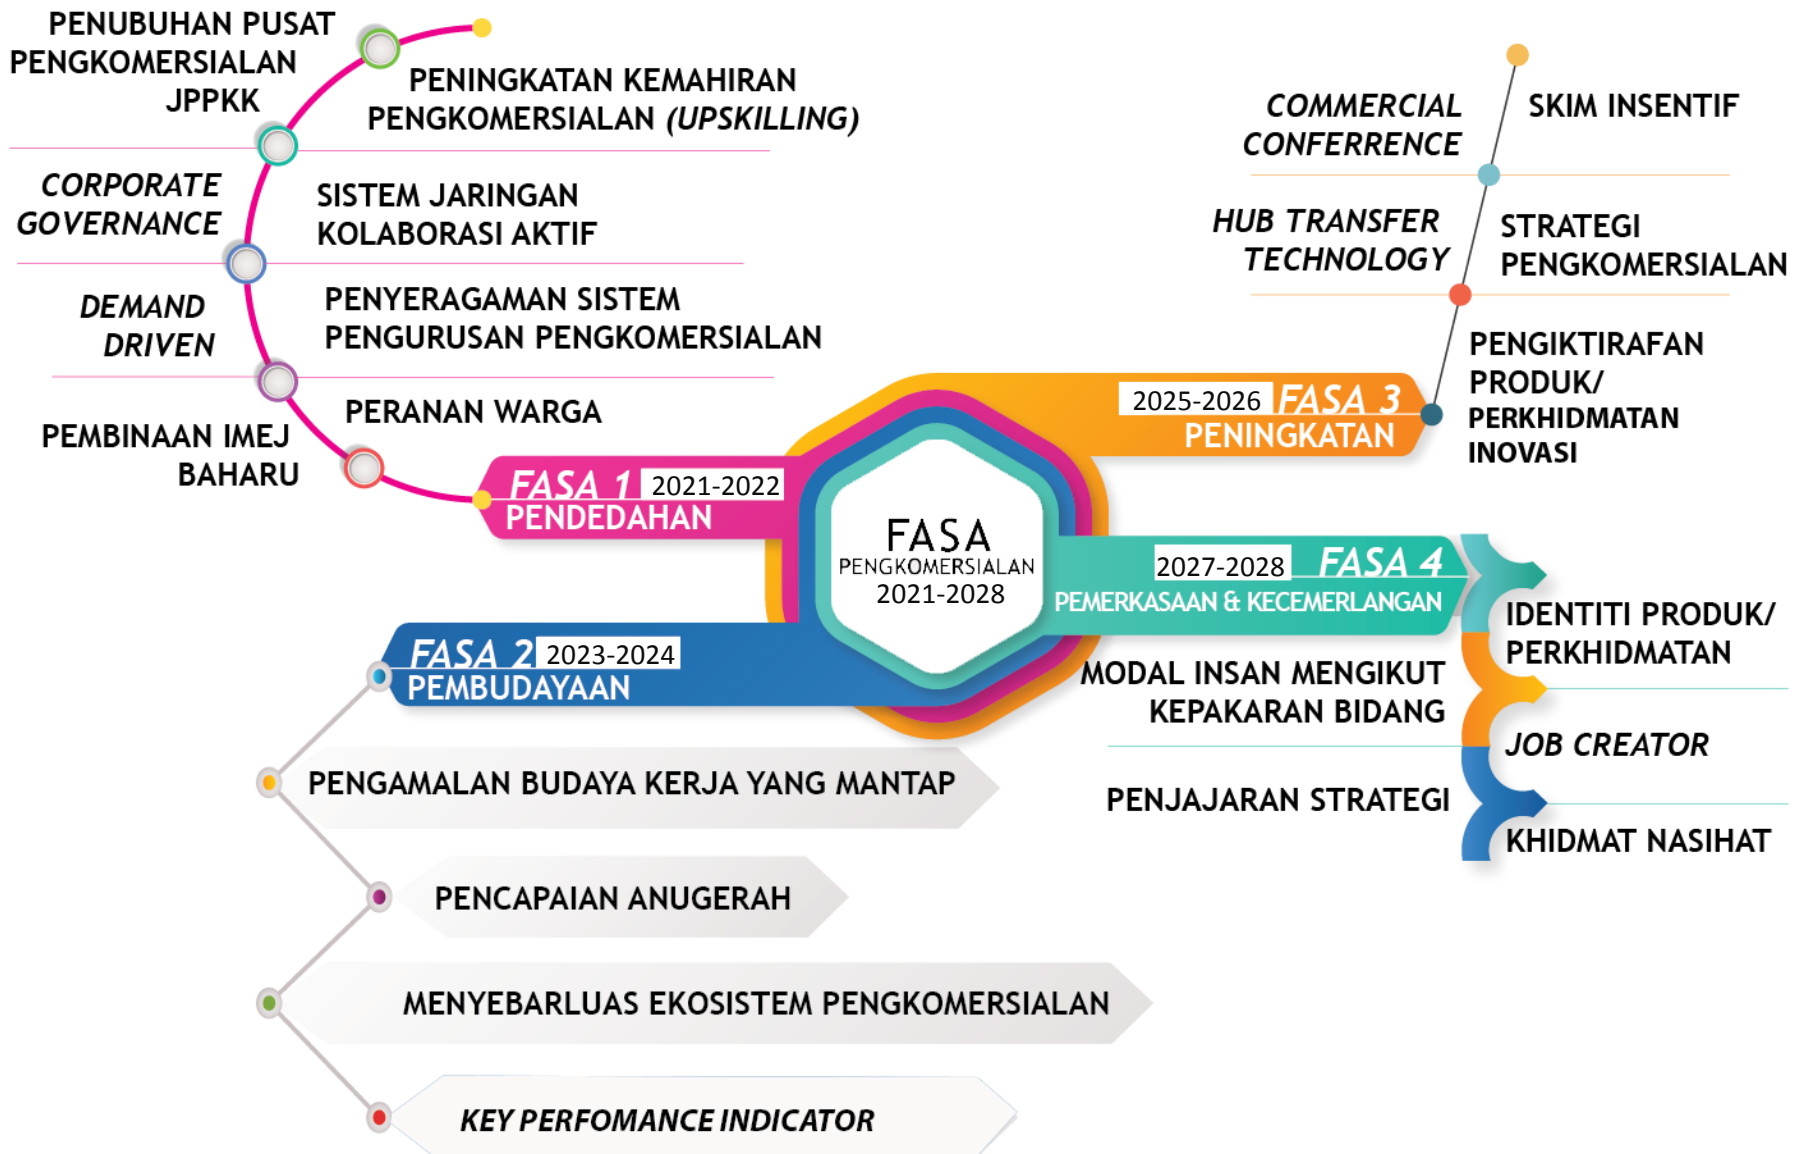 PENUBUHAN PUSAT
PENGKOMERSIALAN
JPPKK
PENINGKATAN KEMAHIRAN
PENGKOMERSIALAN (UPSKILLING)
CORPORATE
GOVERNANCE
SISTEM JARINGAN
KOLABORASI AKTIF
DEMAND
DRIVEN
PENYERAGAMAN SISTEM
PENGURUSAN PENGKOMERSIALAN
PEMBINAAN IMEJ
BAHARU
PERANAN WARGA
FASA 1 2021-2022
PENDEDAHAN
FASA
PENGKOMERSIALAN
2021-2028
FASA 2 2023-2024
PEMBUDAYAAN
PENGAMALAN BUDAYA KERJA YANG MANTAP
PENCAPAIAN ANUGERAH
MENYEBARLUAS EKOSISTEM PENGKOMERSIALAN
KEY PERFOMANCE INDICATOR
COMMERCIAL
CONFERRENCE
SKIM INSENTIF
HUB TRANSFER
TECHNOLOGY
STRATEGI
PENGKOMERSIALAN
PENGIKTIRAFAN
PRODUK/
PERKHIDMATAN
INOVASI
2025-2026 FASA 3
PENINGKATAN
2027-2028 FASA 4
PEMERKASAAN & KECEMERLANGAN
IDENTITI PRODUK/
PERKHIDMATAN
MODAL INSAN MENGIKUT
KEPAKARAN BIDANG
JOB CREATOR
PENJAJARAN STRATEGI
KHIDMAT NASIHAT